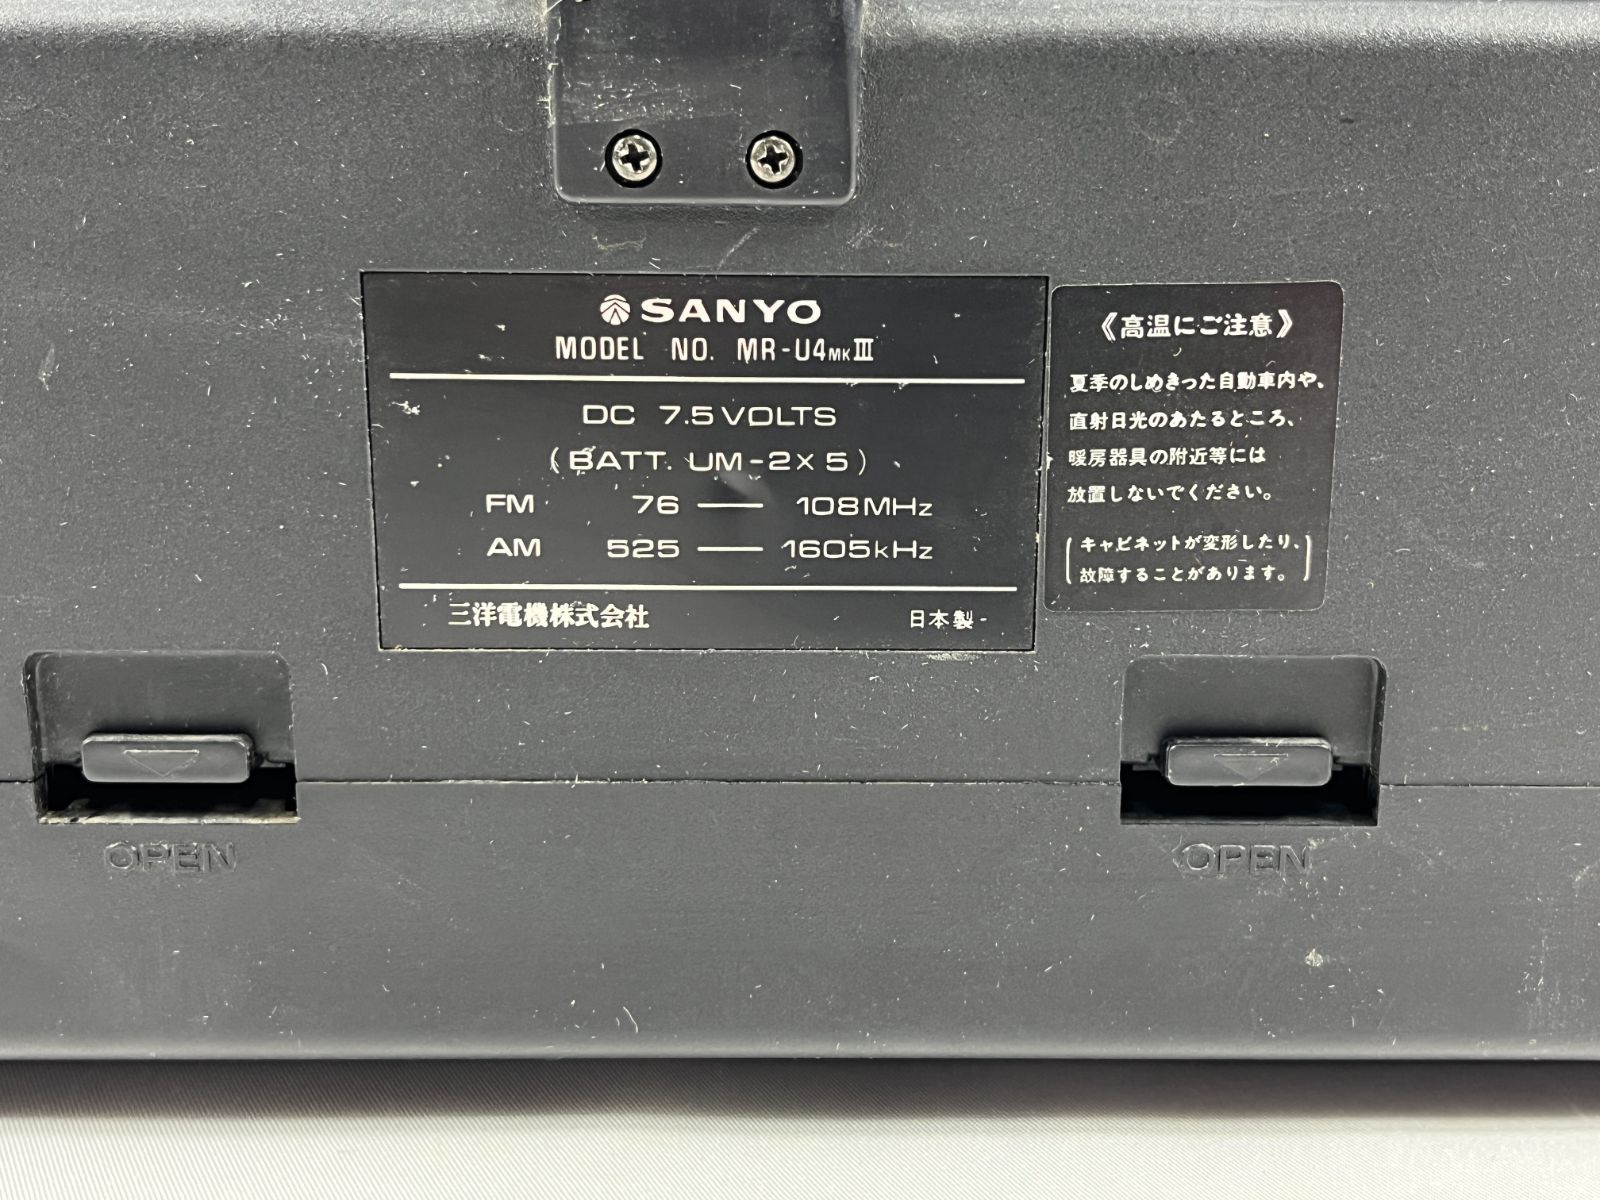 SANYO
MODEL NO. MR-U4MKIII
DC 7.5VOLTS
(BATT. UM-2×5)
FM 76 — 108MHz
AM 525 — 1605kHz
三洋電機株式会社 日本製
《高温にご注意》
夏季のしめきった自動車内や、
直射日光のあたるところ、
暖房器具の附近等には
放置しないでください。
(キャビネットが変形したり、
故障することがあります。)
OPEN
OPEN